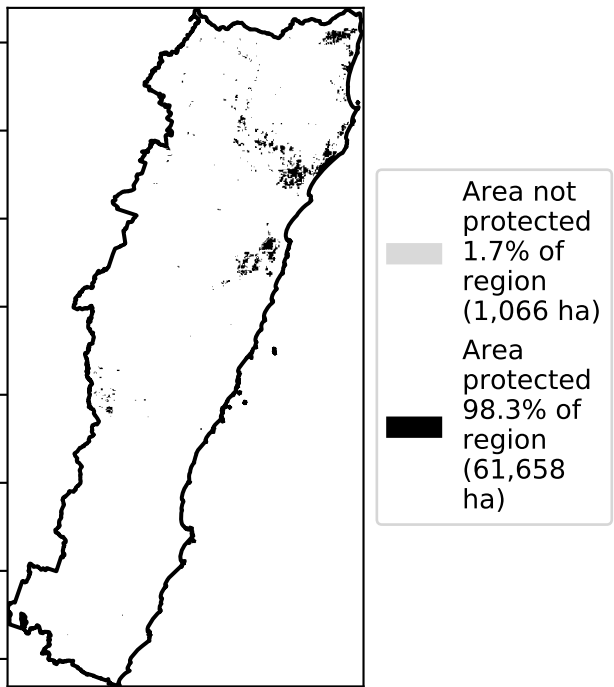 Area not
protected
1.7% of
region
(1,066 ha)
Area
protected
98.3% of
region
(61,658
ha)